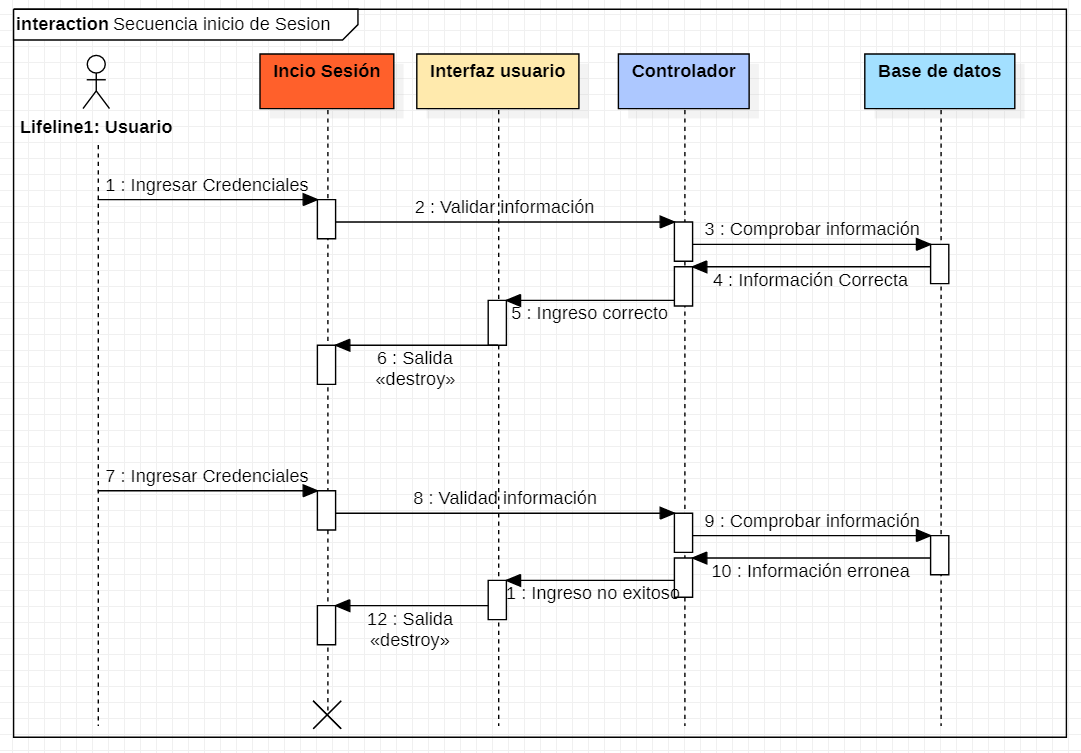 interaction Secuencia inicio de Sesion
Incio Sesión
Interfaz usuario
Controlador
Base de datos
Lifeline1: Usuario
1 : Ingresar Credenciales
2 : Validar información
3 : Comprobar información
4 : Información Correcta
5 : Ingreso correcto
6 : Salida
«destroy»
7 : Ingresar Credenciales
8 : Validad información
9 : Comprobar información
10 : Información erronea
1 : Ingreso no exitoso
12 : Salida
«destroy»